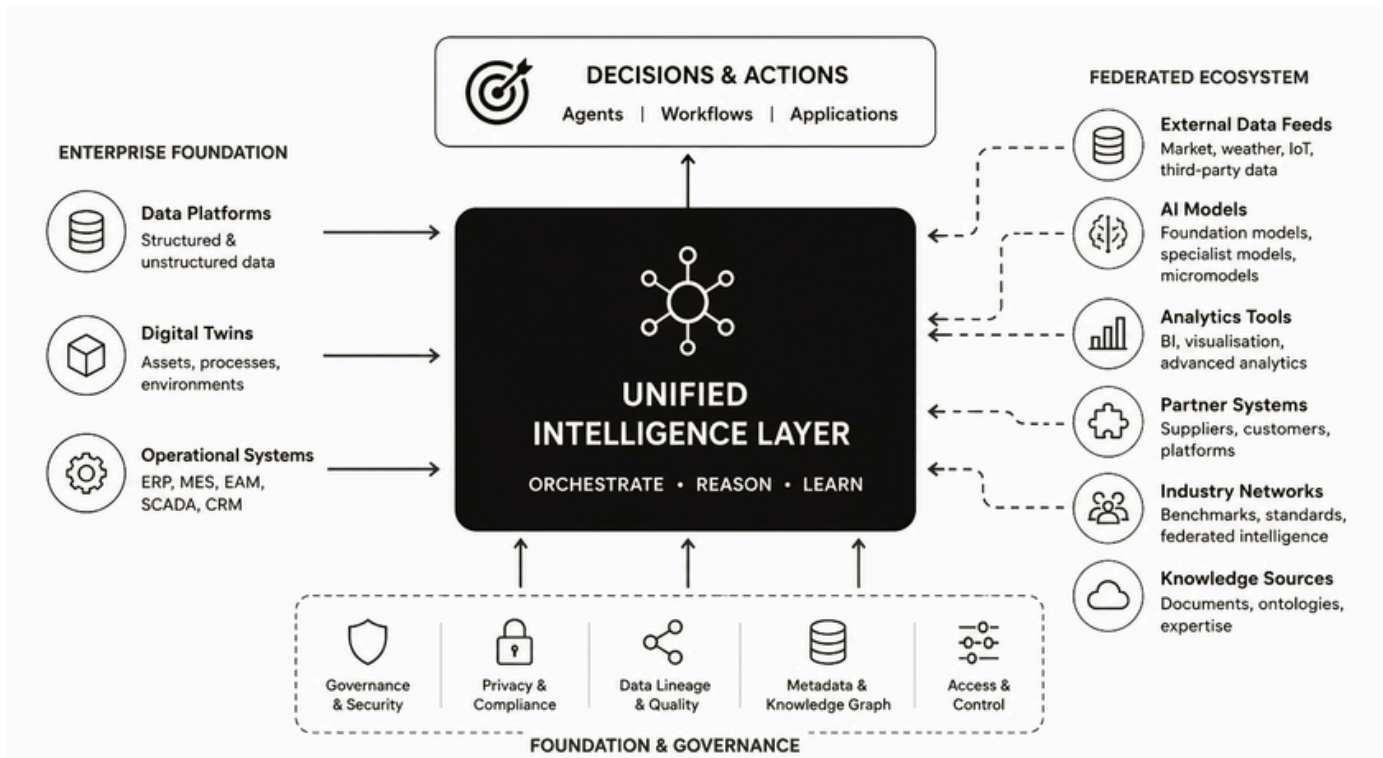 DECISIONS & ACTIONS
Agents | Workflows | Applications
ENTERPRISE FOUNDATION
Data Platforms
Structured &
unstructured data
Digital Twins
Assets, processes,
environments
Operational Systems
ERP, MES, EAM,
SCADA, CRM
UNIFIED
INTELLIGENCE LAYER
ORCHESTRATE • REASON • LEARN
FEDERATED ECOSYSTEM
External Data Feeds
Market, weather, IoT,
third-party data
AI Models
Foundation models,
specialist models,
micromodels
Analytics Tools
BI, visualisation,
advanced analytics
Partner Systems
Suppliers, customers,
platforms
Industry Networks
Benchmarks, standards,
federated intelligence
Knowledge Sources
Documents, ontologies,
expertise
Governance
& Security
Privacy &
Compliance
Data Lineage
& Quality
Metadata &
Knowledge Graph
Access &
Control
FOUNDATION & GOVERNANCE